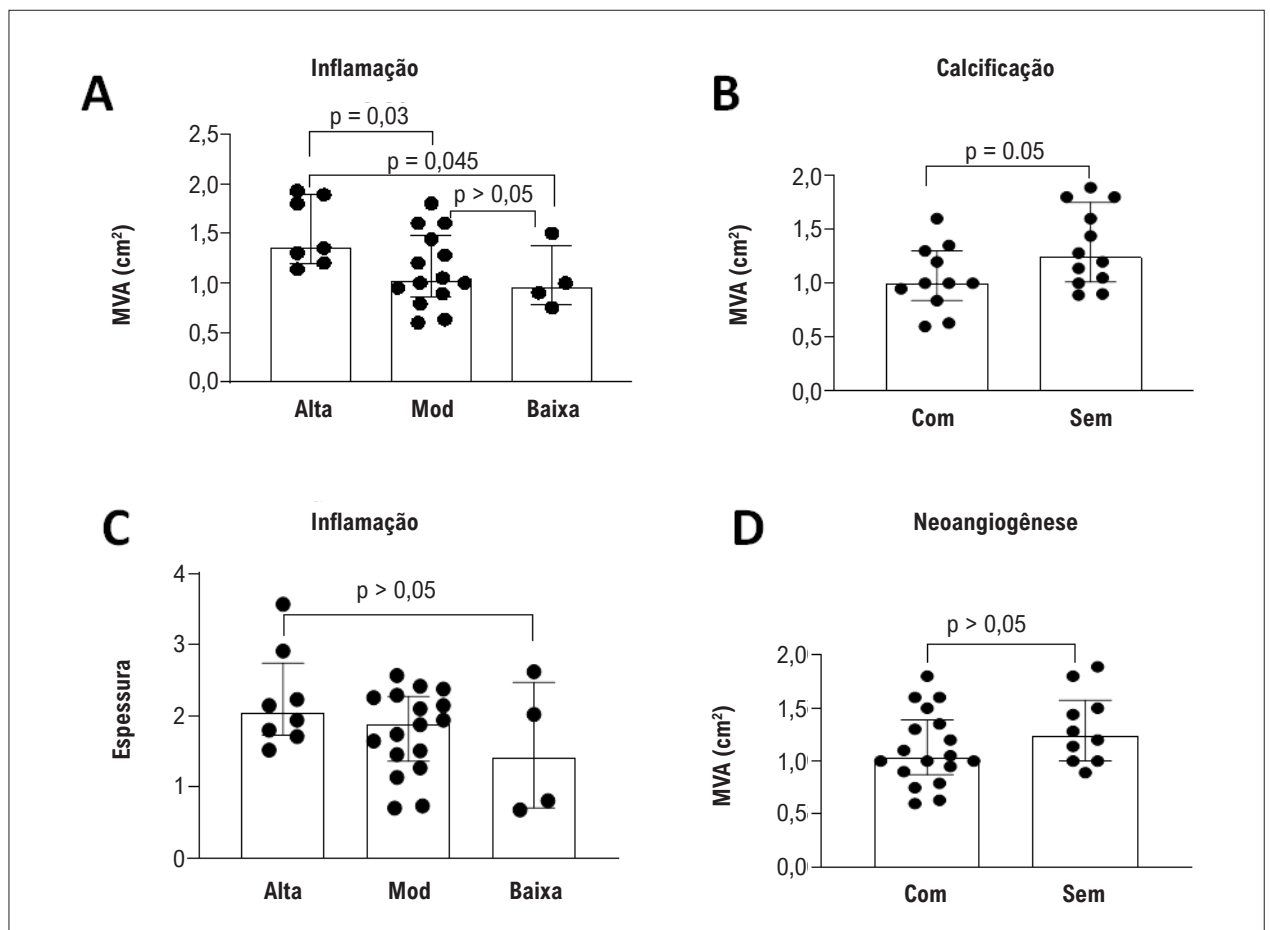 A
Inflamação
p = 0,03
p = 0,045
p > 0,05
MVA (cm²)
2,5
2,0
1,5
1,0
0,5
0,0
Alta Mod Baixa
B
Calcificação
p = 0.05
MVA (cm²)
2,0
1,5
1,0
0,5
0,0
Com Sem
C
Inflamação
p > 0,05
Espessura
4
3
2
1
0
Alta Mod Baixa
D
Neoangiogênese
p > 0,05
MVA (cm²)
2,0
1,5
1,0
0,5
0,0
Com Sem